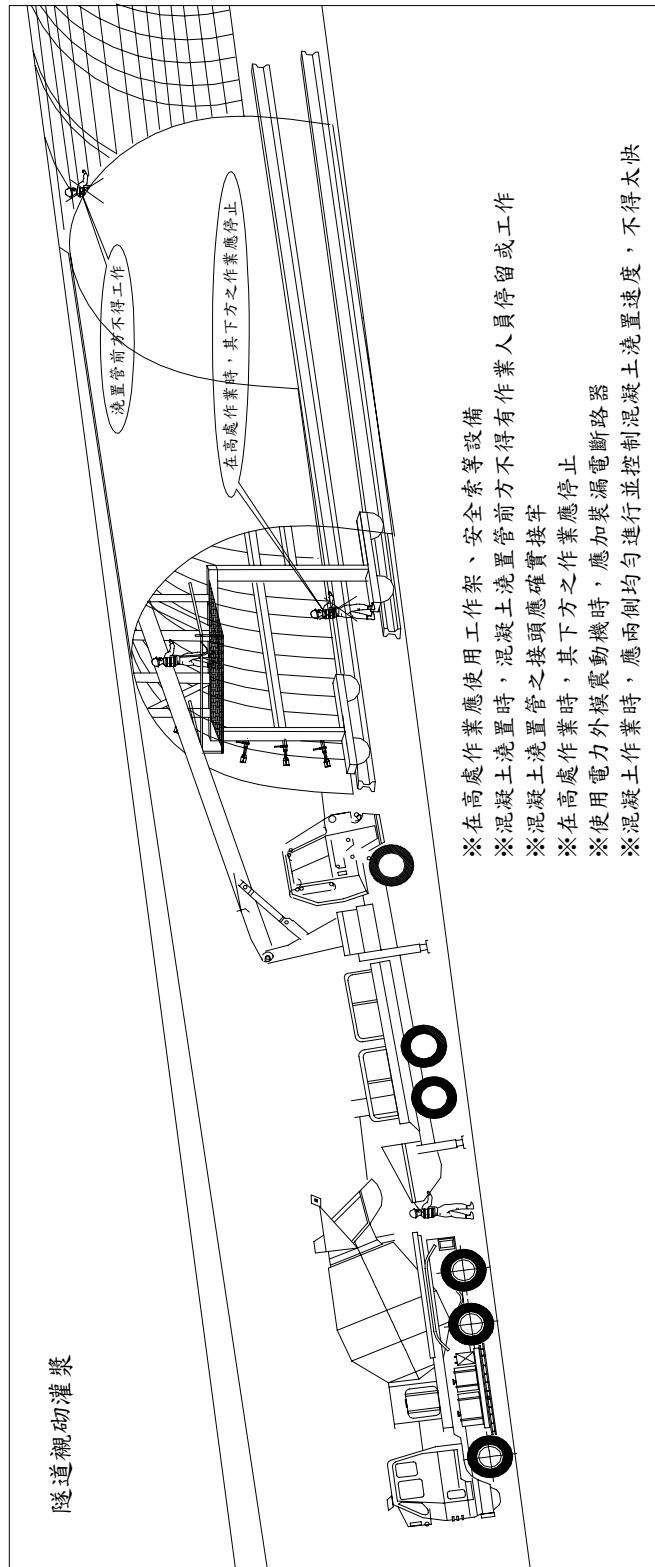 隧道襯砌灌漿
澆置管前方不得工作
在高處作業時，其下方之作業應停止
※在高處作業應使用工作架、安全索等設備
※混凝土澆置時，混凝土澆置管前方不得有作業人員停留或工作
※混凝土澆置管之接頭應確實接牢
※在高處作業時，其下方之作業應停止
※使用電力外模震動機時，應加裝漏電斷路器
※混凝土作業時，應兩側均勻進行並控制混凝土澆置速度，不得太快